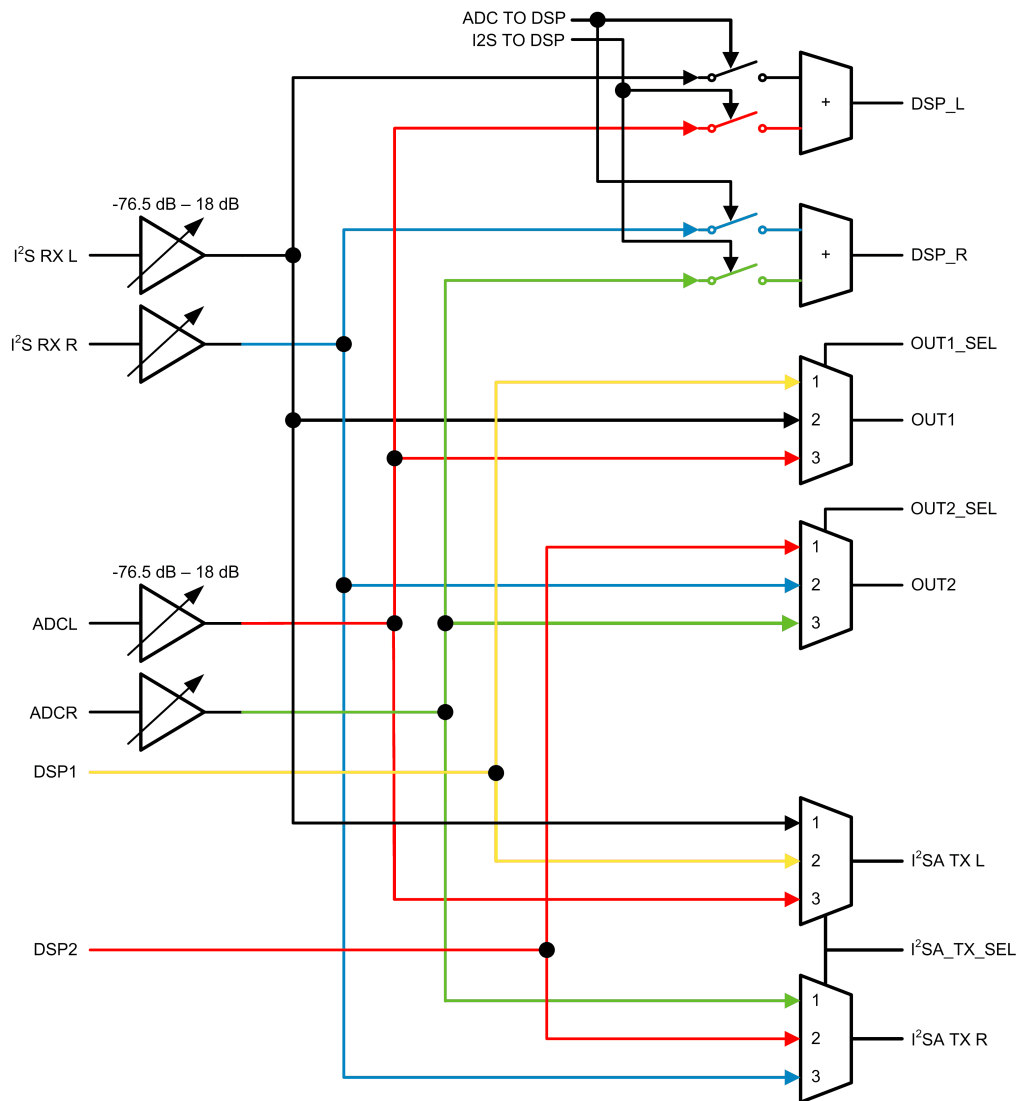 ADC TO DSP
I2S TO DSP
+
DSP_L
-76.5 dB – 18 dB
I²S RX L
+
DSP_R
I²S RX R
OUT1_SEL
1
2
3
OUT1
OUT2_SEL
1
2
3
OUT2
-76.5 dB – 18 dB
ADCL
ADCR
DSP1
1
2
3
I²SA TX L
DSP2
I²SA_TX_SEL
1
2
3
I²SA TX R